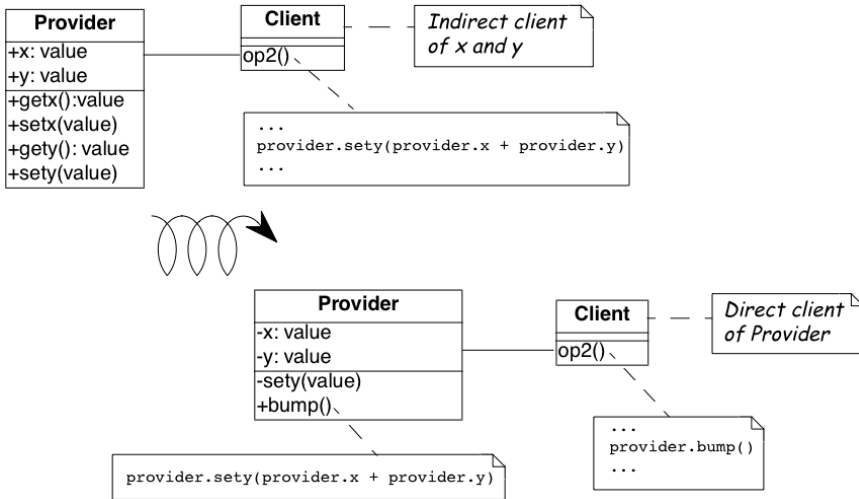 Provider
+x: value
+y: value
+getx():value
+setx(value)
+gety(): value
+sety(value)
Client
op2()
Indirect client
of x and y
...
provider.sety(provider.x + provider.y)
...
Provider
-x: value
-y: value
-sety(value)
+bump()
Client
op2()
Direct client
of Provider
provider.sety(provider.x + provider.y)
...
provider.bump()
...